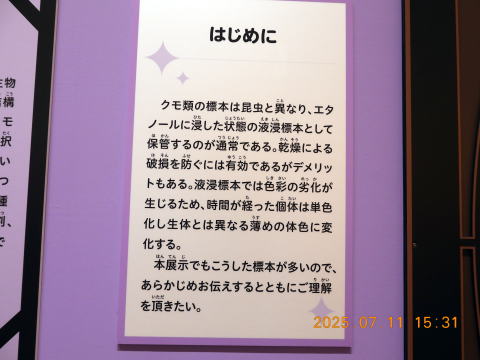 はじめに
クモ類の標本は昆虫と異なり、エタ
ノールに浸した状態の液浸標本として
保管するのが通常である。乾燥による
破損を防ぐには有効であるがデメリッ
トもある。液浸標本では色彩の劣化が
生じるため、時間が経った個体は単色
化し生体とは異なる薄めの体色に変
化する。
本展示でもこうした標本が多いので、
あらかじめお伝えするとともにご理解
を頂きたい。
2025.07.11 15:31